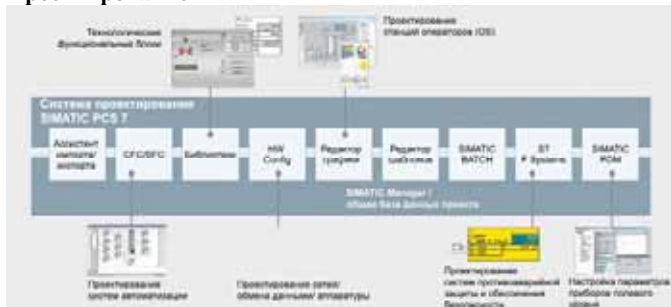 Технологические
функциональные блоки
Проектирование
станций операторов (OS)
Система проектирования
SIMATIC PCS 7
Ассистент
импорта/
экспорта
CFC/SFC
Библиотеки
HW
Config
Редактор
графики
Редактор
шаблонов
SIMATIC
BATCH
ST
F Systems
SIMATIC
PDM
SIMATIC Manager /
общая база данных проекта
Проектирование
систем автоматизации
Проектирование сетей/
обмена данными/ аппаратуры
Проектирование
систем противоаварийной
защиты и обеспечения
безопасности
Настройка параметров
приборов полевого